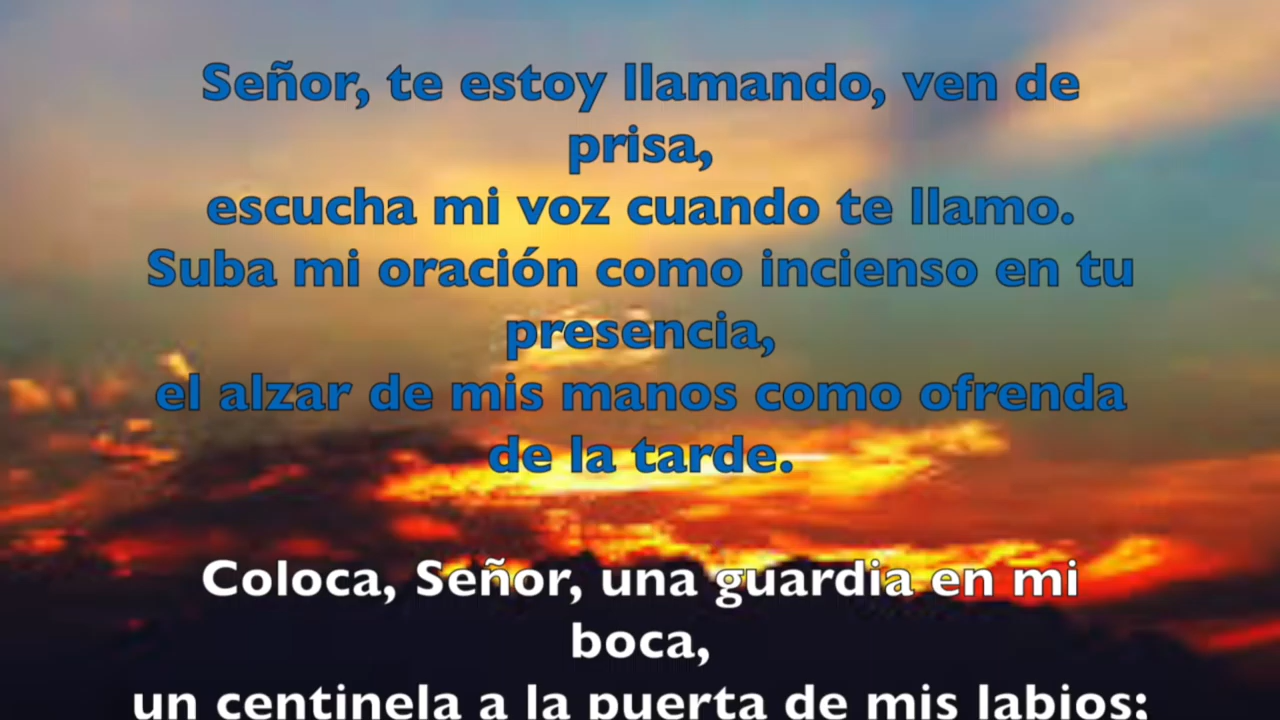 Señor, te estoy llamando, ven de
prisa,
escucha mi voz cuando te llamo.
Suba mi oración como incienso en tu
presencia,
el alzar de mis manos como ofrenda
de la tarde.
Coloca, Señor, una guardia en mi
boca,
un centinela a la puerta de mis labios;